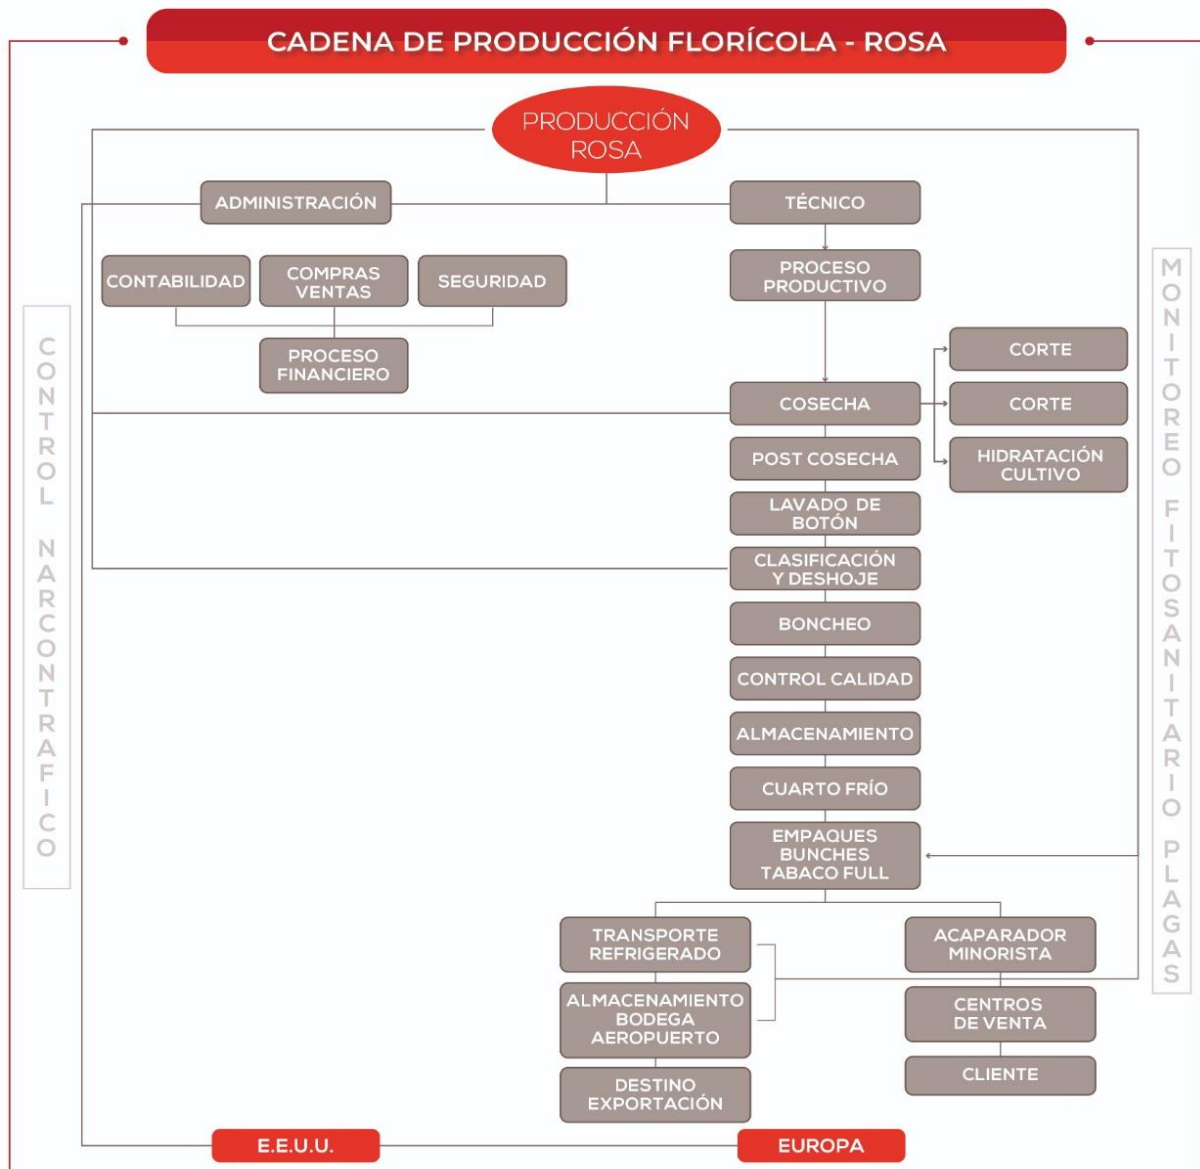 CADENA DE PRODUCCIÓN FLORÍCOLA - ROSA
PRODUCCIÓN
ROSA
ADMINISTRACIÓN
TÉCNICO
CONTABILIDAD
COMPRAS
VENTAS
SEGURIDAD
PROCESO
FINANCIERO
PROCESO
PRODUCTIVO
COSECHA
CORTE
CORTE
HIDRATACIÓN
CULTIVO
POST COSECHA
LAVADO DE
BOTÓN
CLASIFICACIÓN
Y DESHOJE
BONCHEO
CONTROL CALIDAD
ALMACENAMIENTO
CUARTO FRÍO
EMPAQUES
BUNCHES
TABACO FULL
TRANSPORTE
REFRIGERADO
ALMACENAMIENTO
BODEGA
AEROPUERTO
DESTINO
EXPORTACIÓN
ACAPARADOR
MINORISTA
CENTROS
DE VENTA
CLIENTE
E.E.U.U.
EUROPA
CONTROL NARCONTRAFICO
MONITOREO FITOSANITARIO PLAGAS